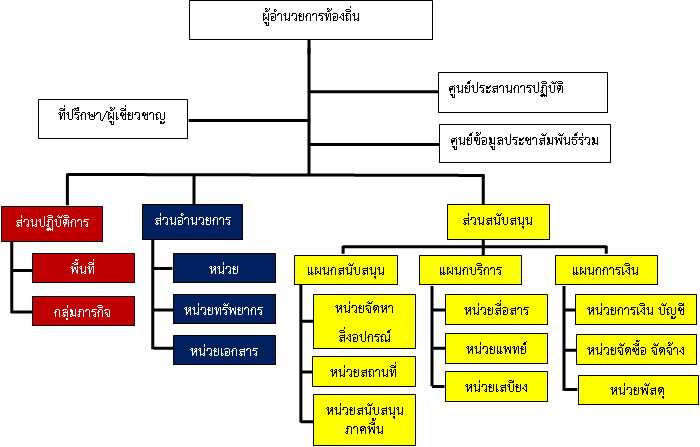 ผู้อำนวยการท้องถิ่น
ศูนย์ประสานการปฏิบัติ
ที่ปรึกษา/ผู้เชี่ยวชาญ
ศูนย์ข้อมูลประชาสัมพันธ์ร่วม
ส่วนปฏิบัติการ
ส่วนอำนวยการ
ส่วนสนับสนุน
พื้นที่
กลุ่มภารกิจ
หน่วย
หน่วยทรัพยากร
หน่วยเอกสาร
แผนกสนับสนุน
แผนกบริการ
แผนกการเงิน
หน่วยจัดหา
สิ่งอุปกรณ์
หน่วยสถานที่
หน่วยสนับสนุน
ภาคพื้น
หน่วยสื่อสาร
หน่วยแพทย์
หน่วยเสบียง
หน่วยการเงิน บัญชี
หน่วยจัดซื้อ จัดจ้าง
หน่วยพัสดุ